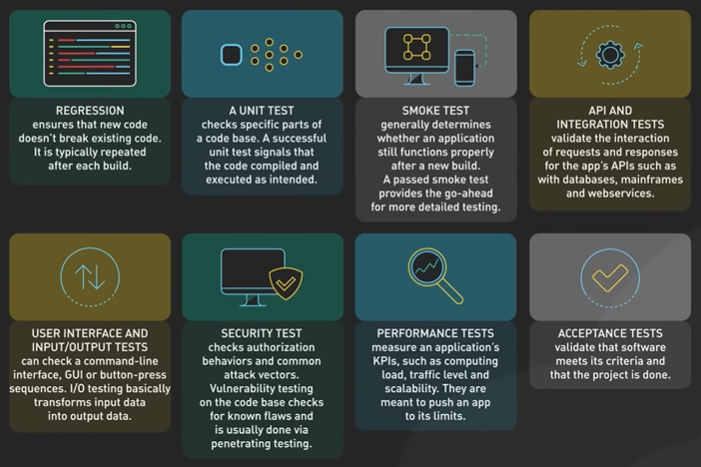 REGRESSION
ensures that new code
doesn't break existing code.
It is typically repeated
after each build.
A UNIT TEST
checks specific parts of
a code base. A successful
unit test signals that
the code compiled and
executed as intended.
SMOKE TEST
generally determines
whether an application
still functions properly
after a new build.
A passed smoke test
provides the go-ahead
for more detailed testing.
API AND
INTEGRATION TESTS
validate the interaction
of requests and responses
for the app's APIs such as
with databases, mainframes
and webservices.
USER INTERFACE AND
INPUT/OUTPUT TESTS
can check a command-line
interface, GUI or button-press
sequences. I/O testing basically
transforms input data
into output data.
SECURITY TEST
checks authorization
behaviors and common
attack vectors.
Vulnerability testing
on the code base checks
for known flaws and
is usually done via
penetrating testing.
PERFORMANCE TESTS
measure an application's
KPIs, such as computing
load, traffic level and
scalability. They are
meant to push an app
to its limits.
ACCEPTANCE TESTS
validate that software
meets its criteria and
that the project is done.